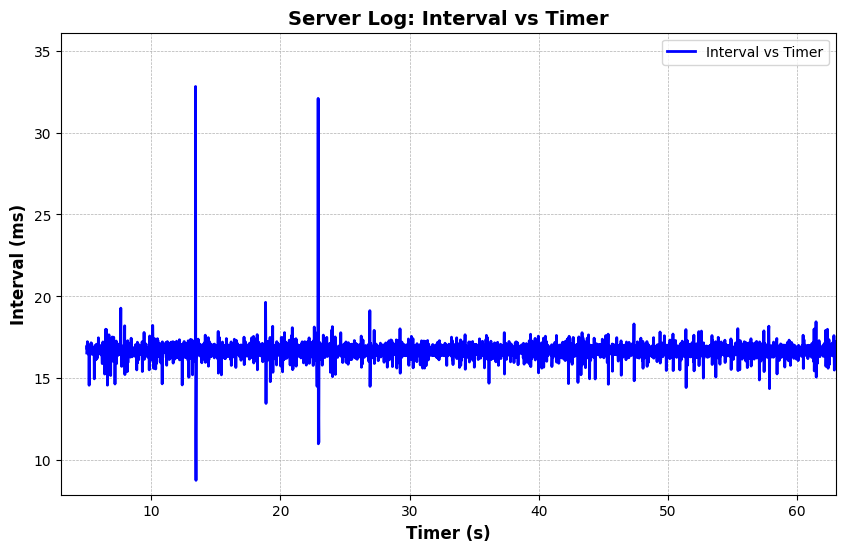 Server Log: Interval vs Timer
Interval vs Timer
Interval (ms)
35
30
25
20
15
10
10 20 30 40 50 60
Timer (s)